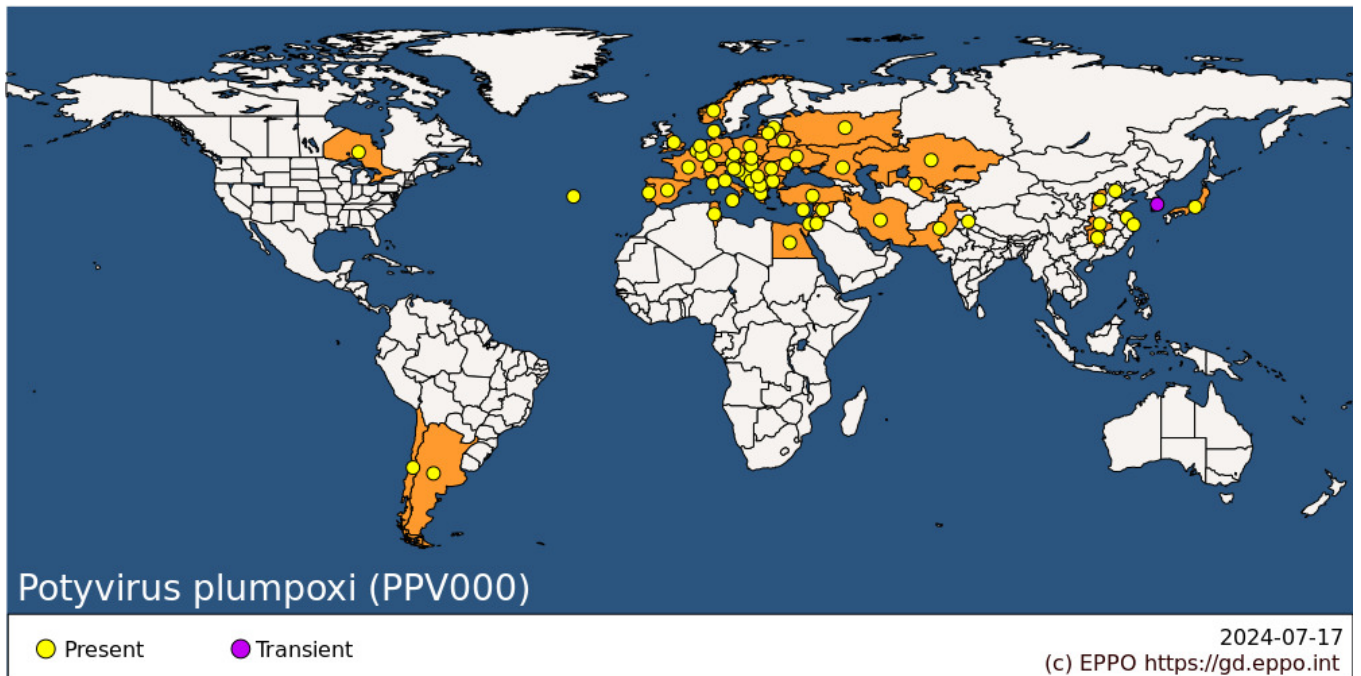 Potyvirus plumpoxi (PPV000)
Present
Transient
2024-07-17
(c) EPPO https://gd.eppo.int